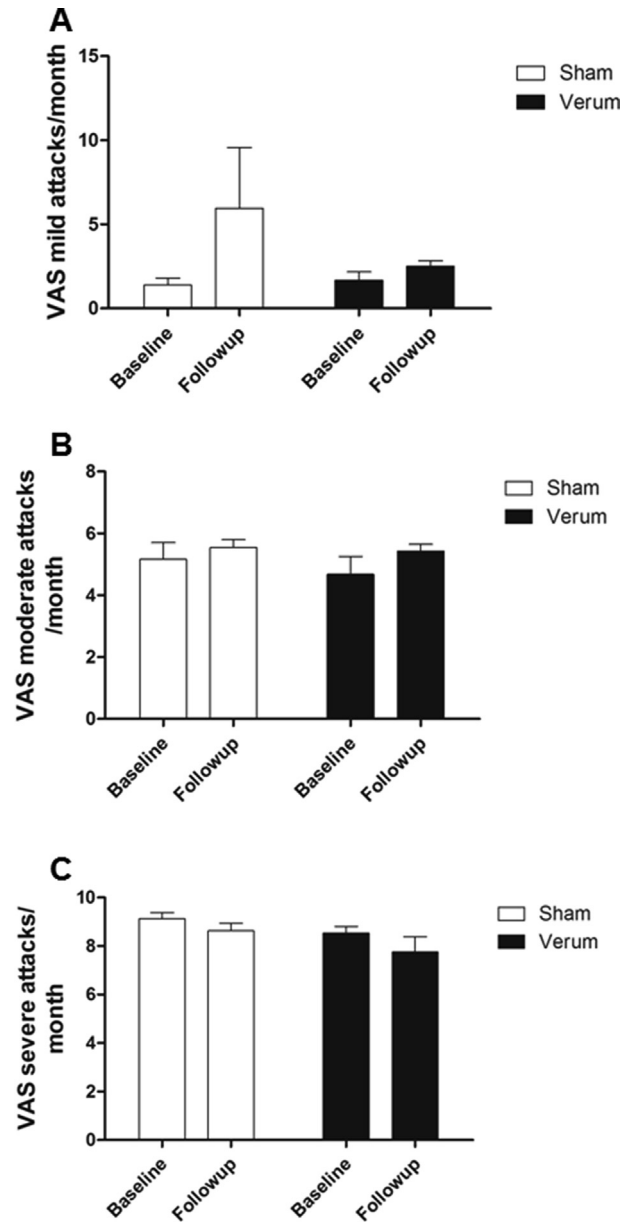 A
VAS mild attacks/month
15
10
5
0
Baseline
Followup
Baseline
Followup
Sham
Verum
B
VAS moderate attacks
/month
8
6
4
2
0
Baseline
Followup
Baseline
Followup
Sham
Verum
C
VAS severe attacks/
month
10
8
6
4
2
0
Baseline
Followup
Baseline
Followup
Sham
Verum